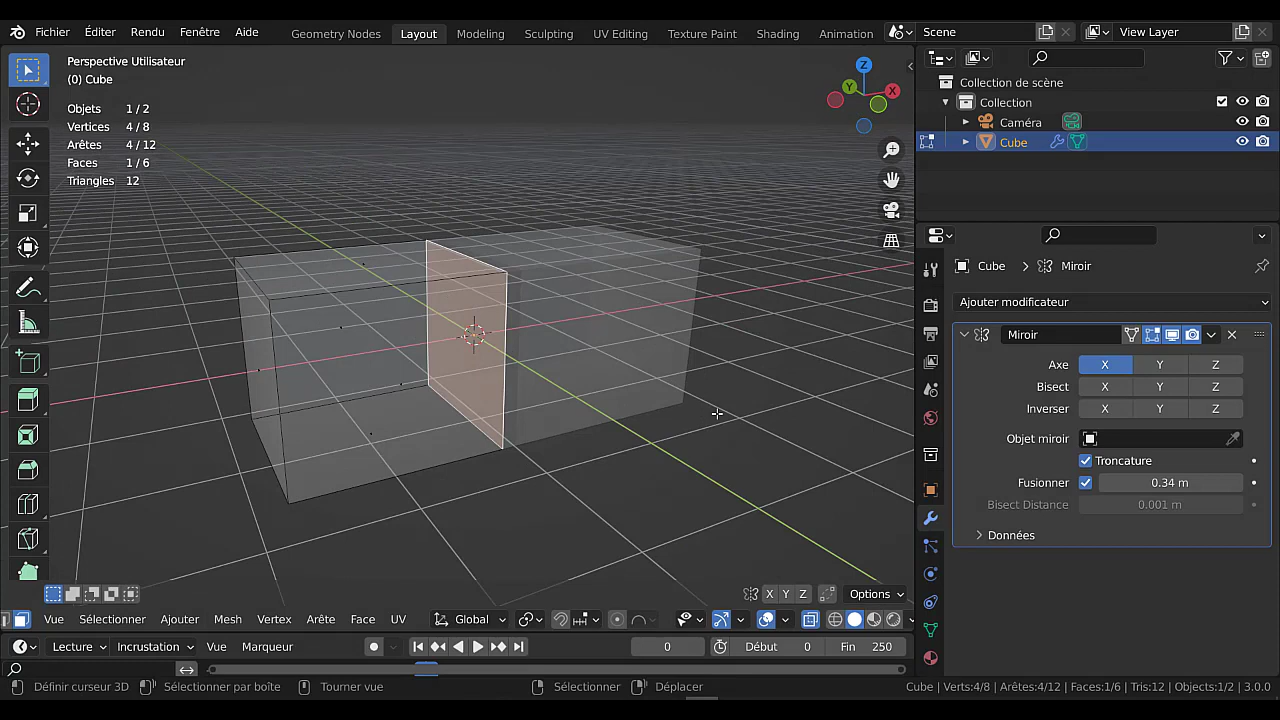 Fichier Éditer Rendu Fenêtre Aide Geometry Nodes Layout Modeling Sculpting UV Editing Texture Paint Shading Animation Scene View Layer
Perspective Utilisateur
(0) Cube
Objets 1 / 2
Vertices 4 / 8
Arêtes 4 / 12
Faces 1 / 6
Triangles 12
Z
Y
X
Collection de scène
Collection
Caméra
Cube
Cube > Miroir
Ajouter modificateur
Miroir
Axe X Y Z
Bisect X Y Z
Inverser X Y Z
Objet miroir
Troncature
Fusionner 0.34 m
Bisect Distance 0.001 m
Données
X Y Z Options
Vue Sélectionner Ajouter Mesh Vertex Arête Face UV Global
Lecture Incrustation Vue Marqueur 0 Début 0 Fin 250
Définir curseur 3D Sélectionner par boîte Tourner vue Sélectionner Déplacer Cube | Verts:4/8 | Arêtes:4/12 | Faces:1/6 | Tris:12 | Objects:1/2 | 3.0.0